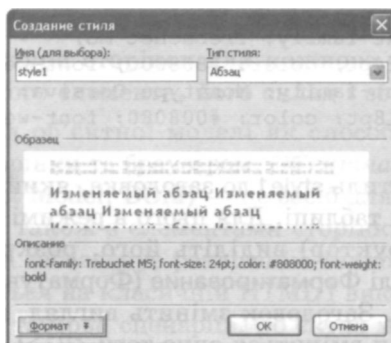 Создание стиля
Имя (для выбора):
Тип стиля:
style1
Абзац
Образец
Изменяемый абзац Изменяемый
абзац Изменяемый абзац
Описание
font-family: Trebuchet MS; font-size: 24pt; color: #808000; font-weight:
bold
Формат
OK
Отмена